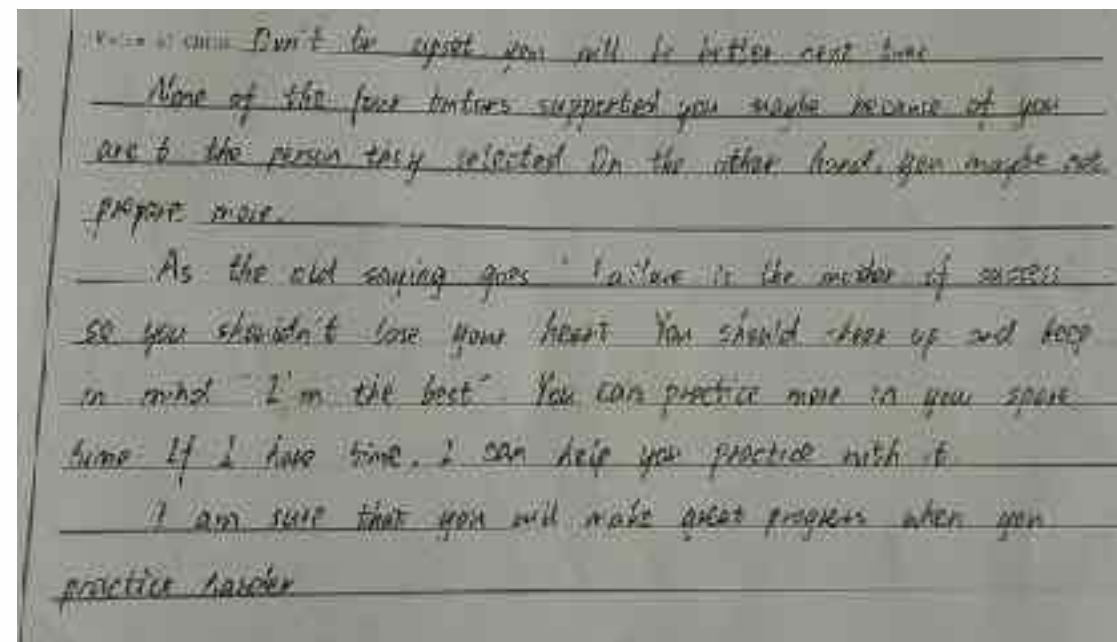 Voice of China. Don't be upset you will be better next time
None of the four tutors supported you maybe because of you
are the person they selected On the other hand, you maybe not
prepare more.
As the old saying goes " Failure is the mother of success
so you shouldn't lose your heart You should cheer up and keep
in mind "I'm the best" You can practice more in your spare
time If I have time, I can help you practice with it
I am sure that you will make great progress when you
practice harder